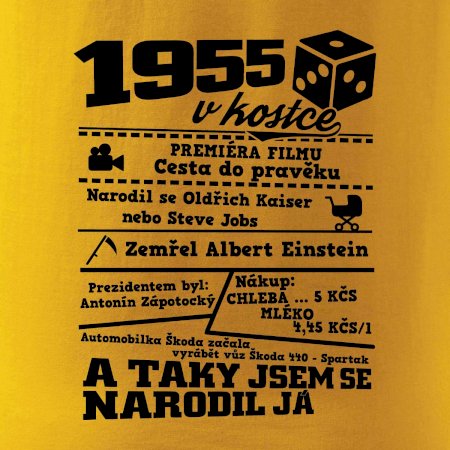 1955
v kostce
PREMIÉRA FILMU
Cesta do pravěku
Narodil se Oldřich Kaiser
nebo Steve Jobs
Zemřel Albert Einstein
Prezidentem byl:
Antonín Zápotocký
Nákup:
CHLEBA ... 5 KČS
MLÉKO
4,45 KČS/l
Automobilka Škoda začala
vyrábět vůz Škoda 440 - Spartak
A TAKY JSEM SE
NARODIL JÁ